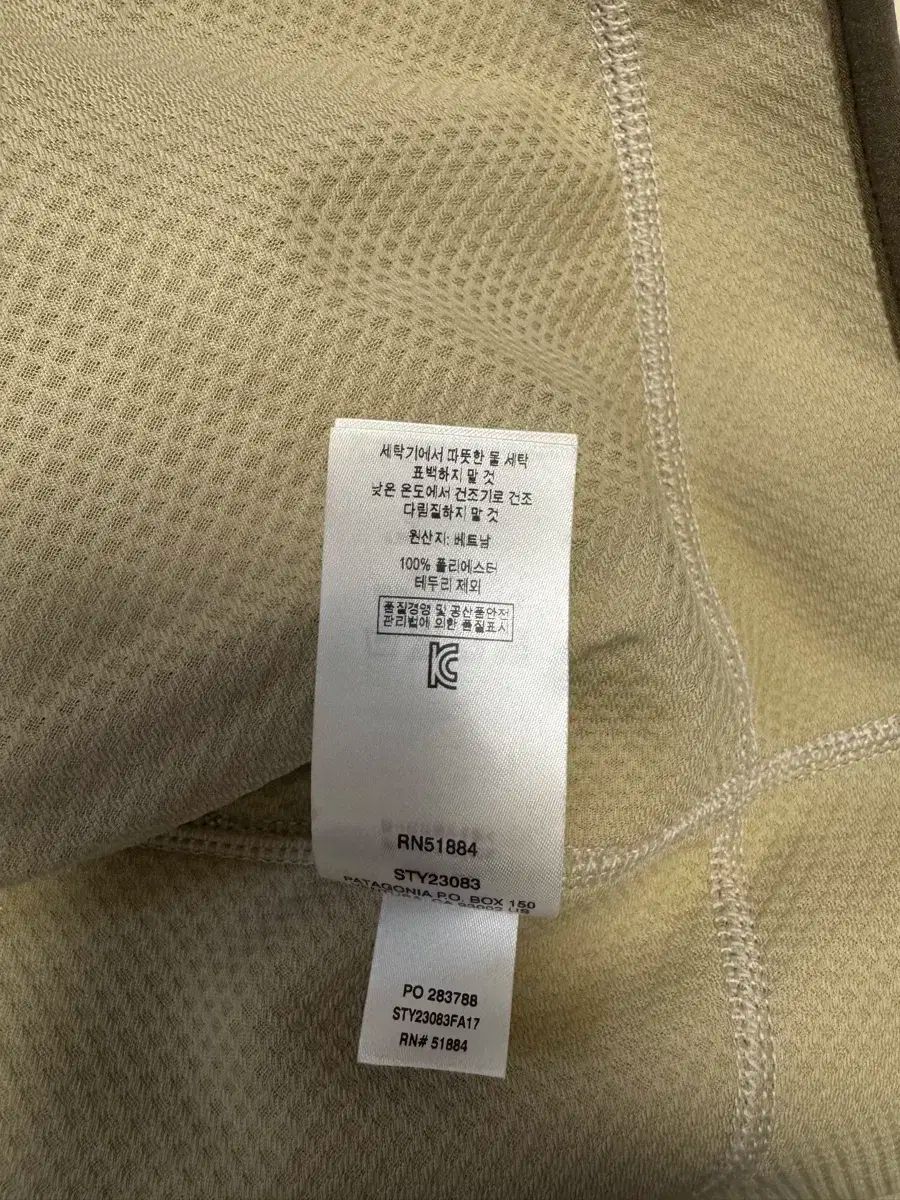 세탁기에서 따뜻한 물 세탁
표백하지 말 것
낮은 온도에서 건조기로 건조
다림질하지 말 것
원산지: 베트남
100% 폴리에스터
테두리 제외
품질경영 및 공산품안전
관리법에 의한 품질표시
RN51884
STY23083
PATAGONIA P.O. BOX 150
CA 93002 US
PO 283788
STY23083FA17
RN# 51884